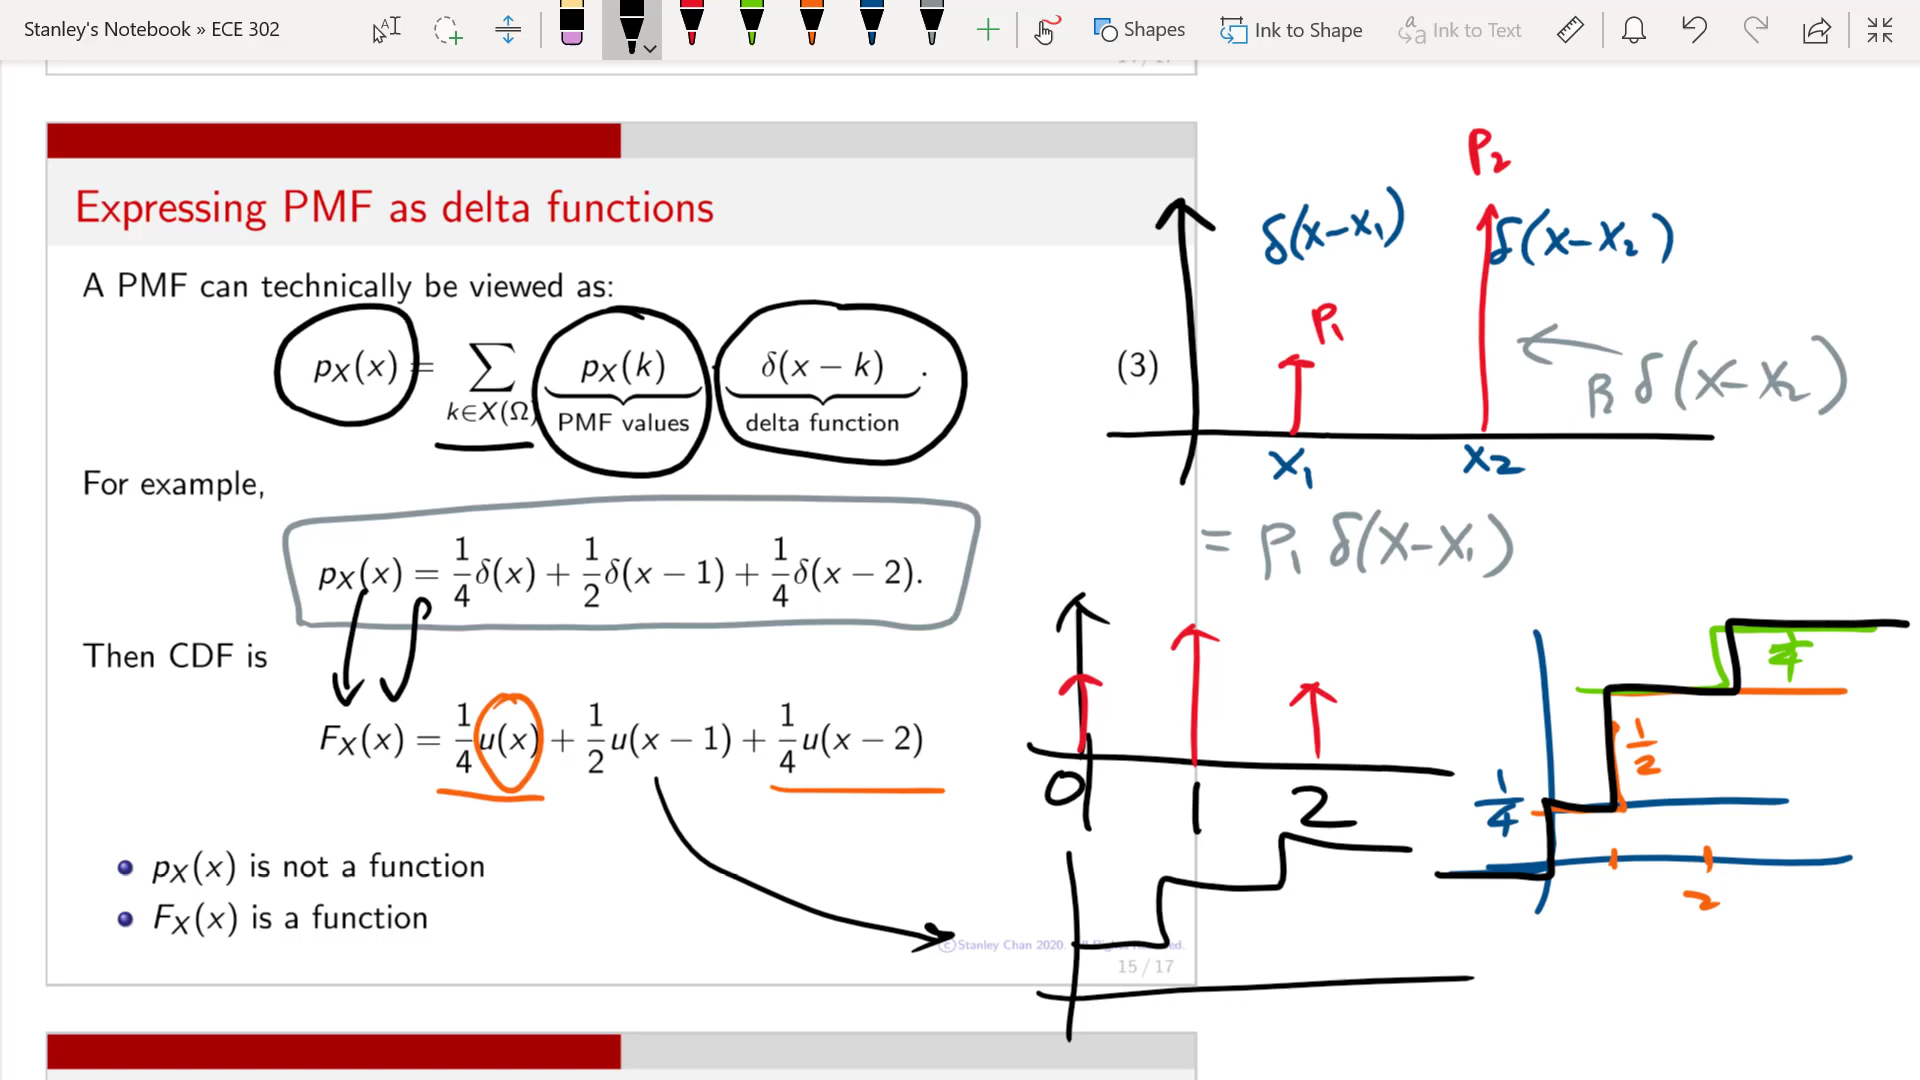 Stanley's Notebook » ECE 302
Shapes
Ink to Shape
Ink to Text
Expressing PMF as delta functions
A PMF can technically be viewed as:
pX(x) = ∑ k∈X(Ω) pX(k) · δ(x − k). (3)
PMF values delta function
For example,
pX(x) = 1/4 δ(x) + 1/2 δ(x − 1) + 1/4 δ(x − 2).
Then CDF is
FX(x) = 1/4 u(x) + 1/2 u(x − 1) + 1/4 u(x − 2)
• pX(x) is not a function
• FX(x) is a function
©Stanley Chan 2020.
15 / 17
P2
δ(x−x1) δ(x−x2)
P1
P2 δ(x−x2)
x1 x2
= P1 δ(x−x1)
0 1 2
1/4
1/2
1/4
2